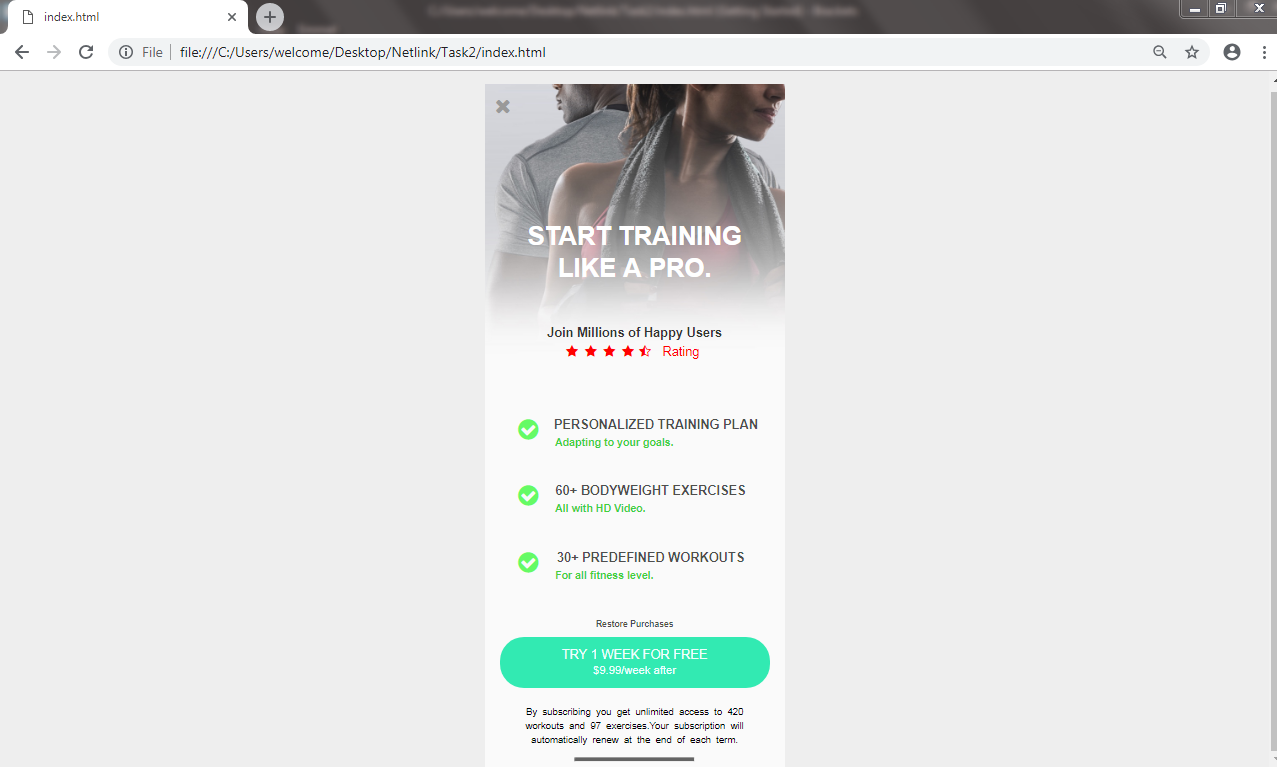 index.html
File
file:///C:/Users/welcome/Desktop/Netlink/Task2/index.html
START TRAINING
LIKE A PRO.
Join Millions of Happy Users
Rating
PERSONALIZED TRAINING PLAN
Adapting to your goals.
60+ BODYWEIGHT EXERCISES
All with HD Video.
30+ PREDEFINED WORKOUTS
For all fitness level.
Restore Purchases
TRY 1 WEEK FOR FREE
$9.99/week after
By subscribing you get unlimited access to 420
workouts and 97 exercises.Your subscription will
automatically renew at the end of each term.